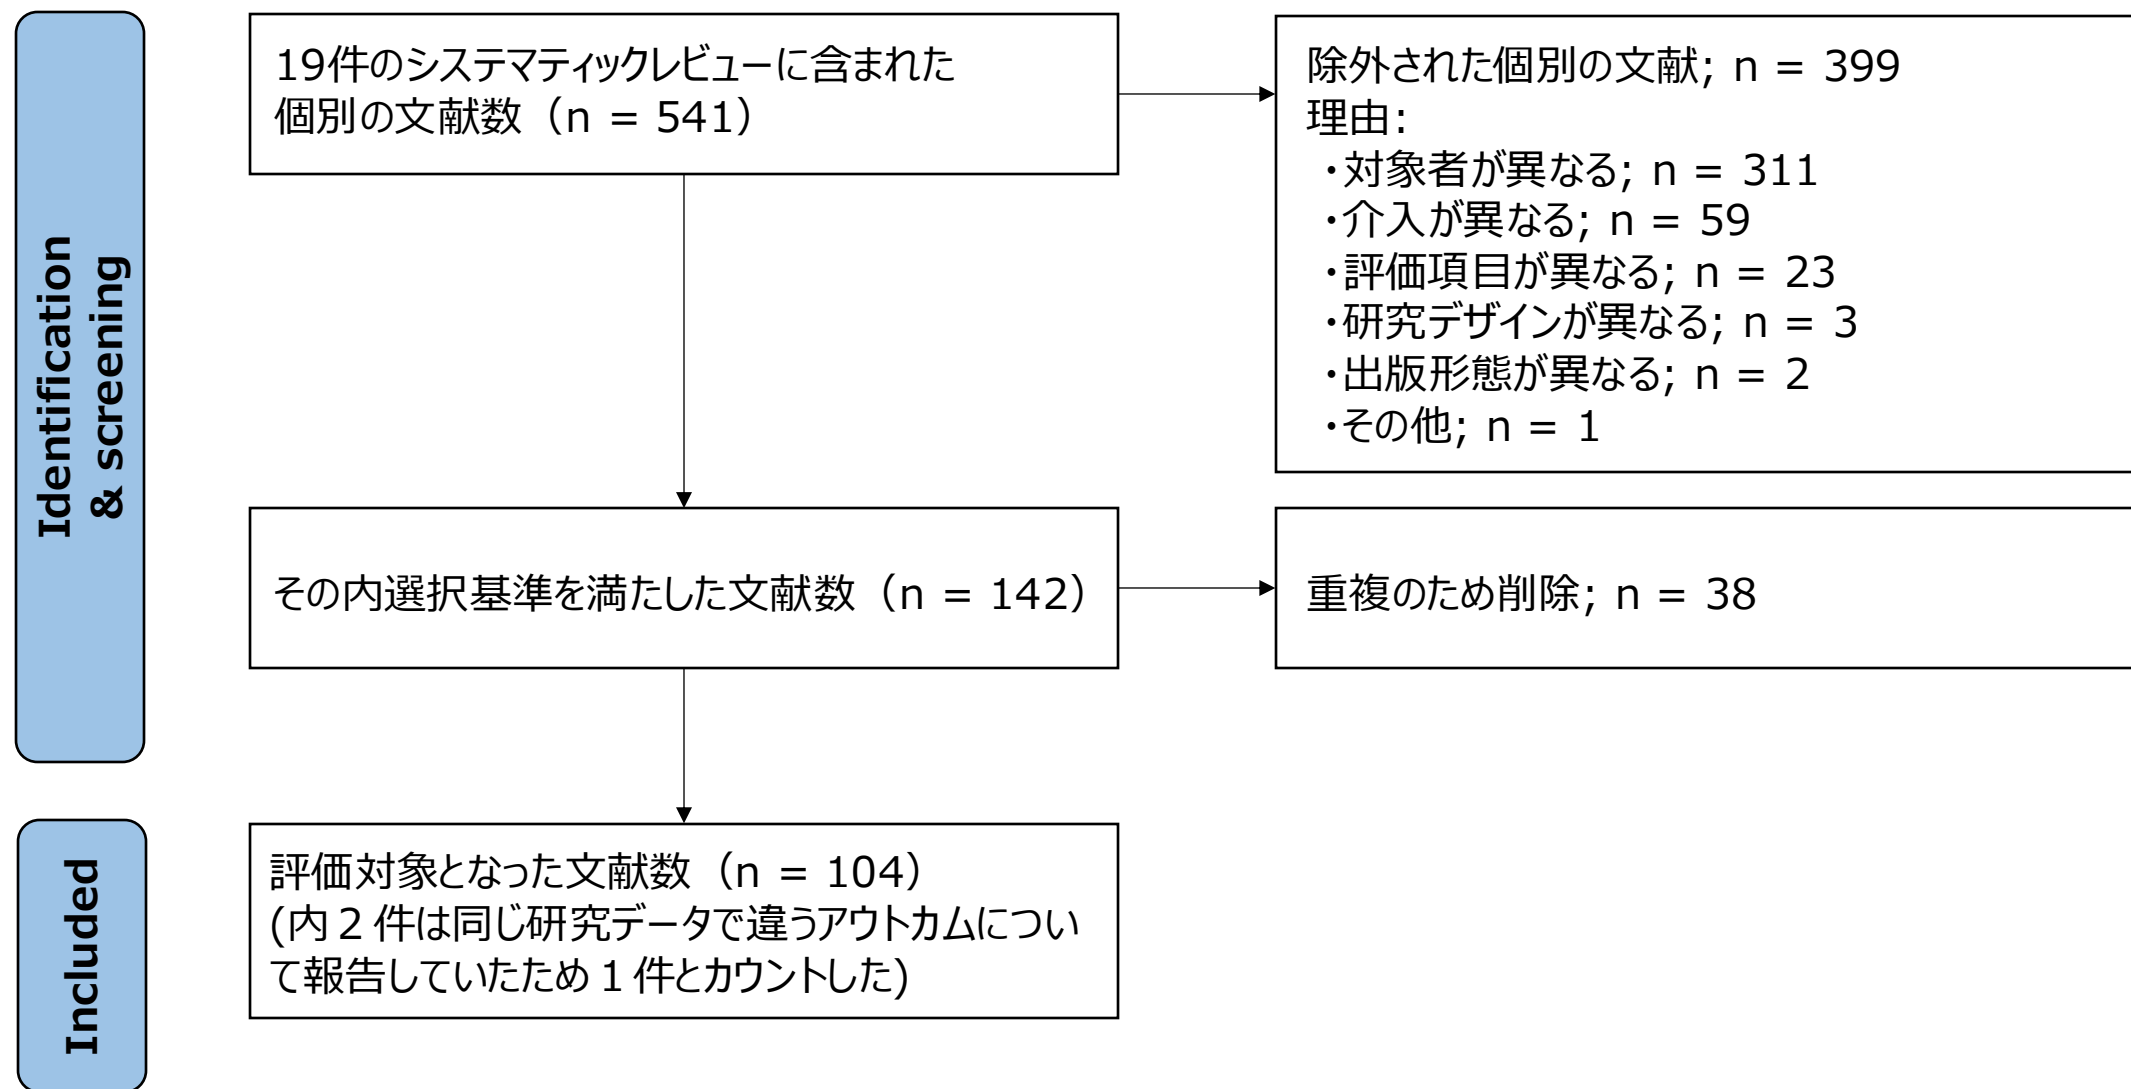 Identification
& screening
19件のシステマティックレビューに含まれた
個別の文献数（n = 541）
除外された個別の文献; n = 399
理由:
・対象者が異なる; n = 311
・介入が異なる; n = 59
・評価項目が異なる; n = 23
・研究デザインが異なる; n = 3
・出版形態が異なる; n = 2
・その他; n = 1
その内選択基準を満たした文献数（n = 142）
重複のため削除; n = 38
Included
評価対象となった文献数（n = 104）
(内２件は同じ研究データで違うアウトカムについ
て報告していたため１件とカウントした)